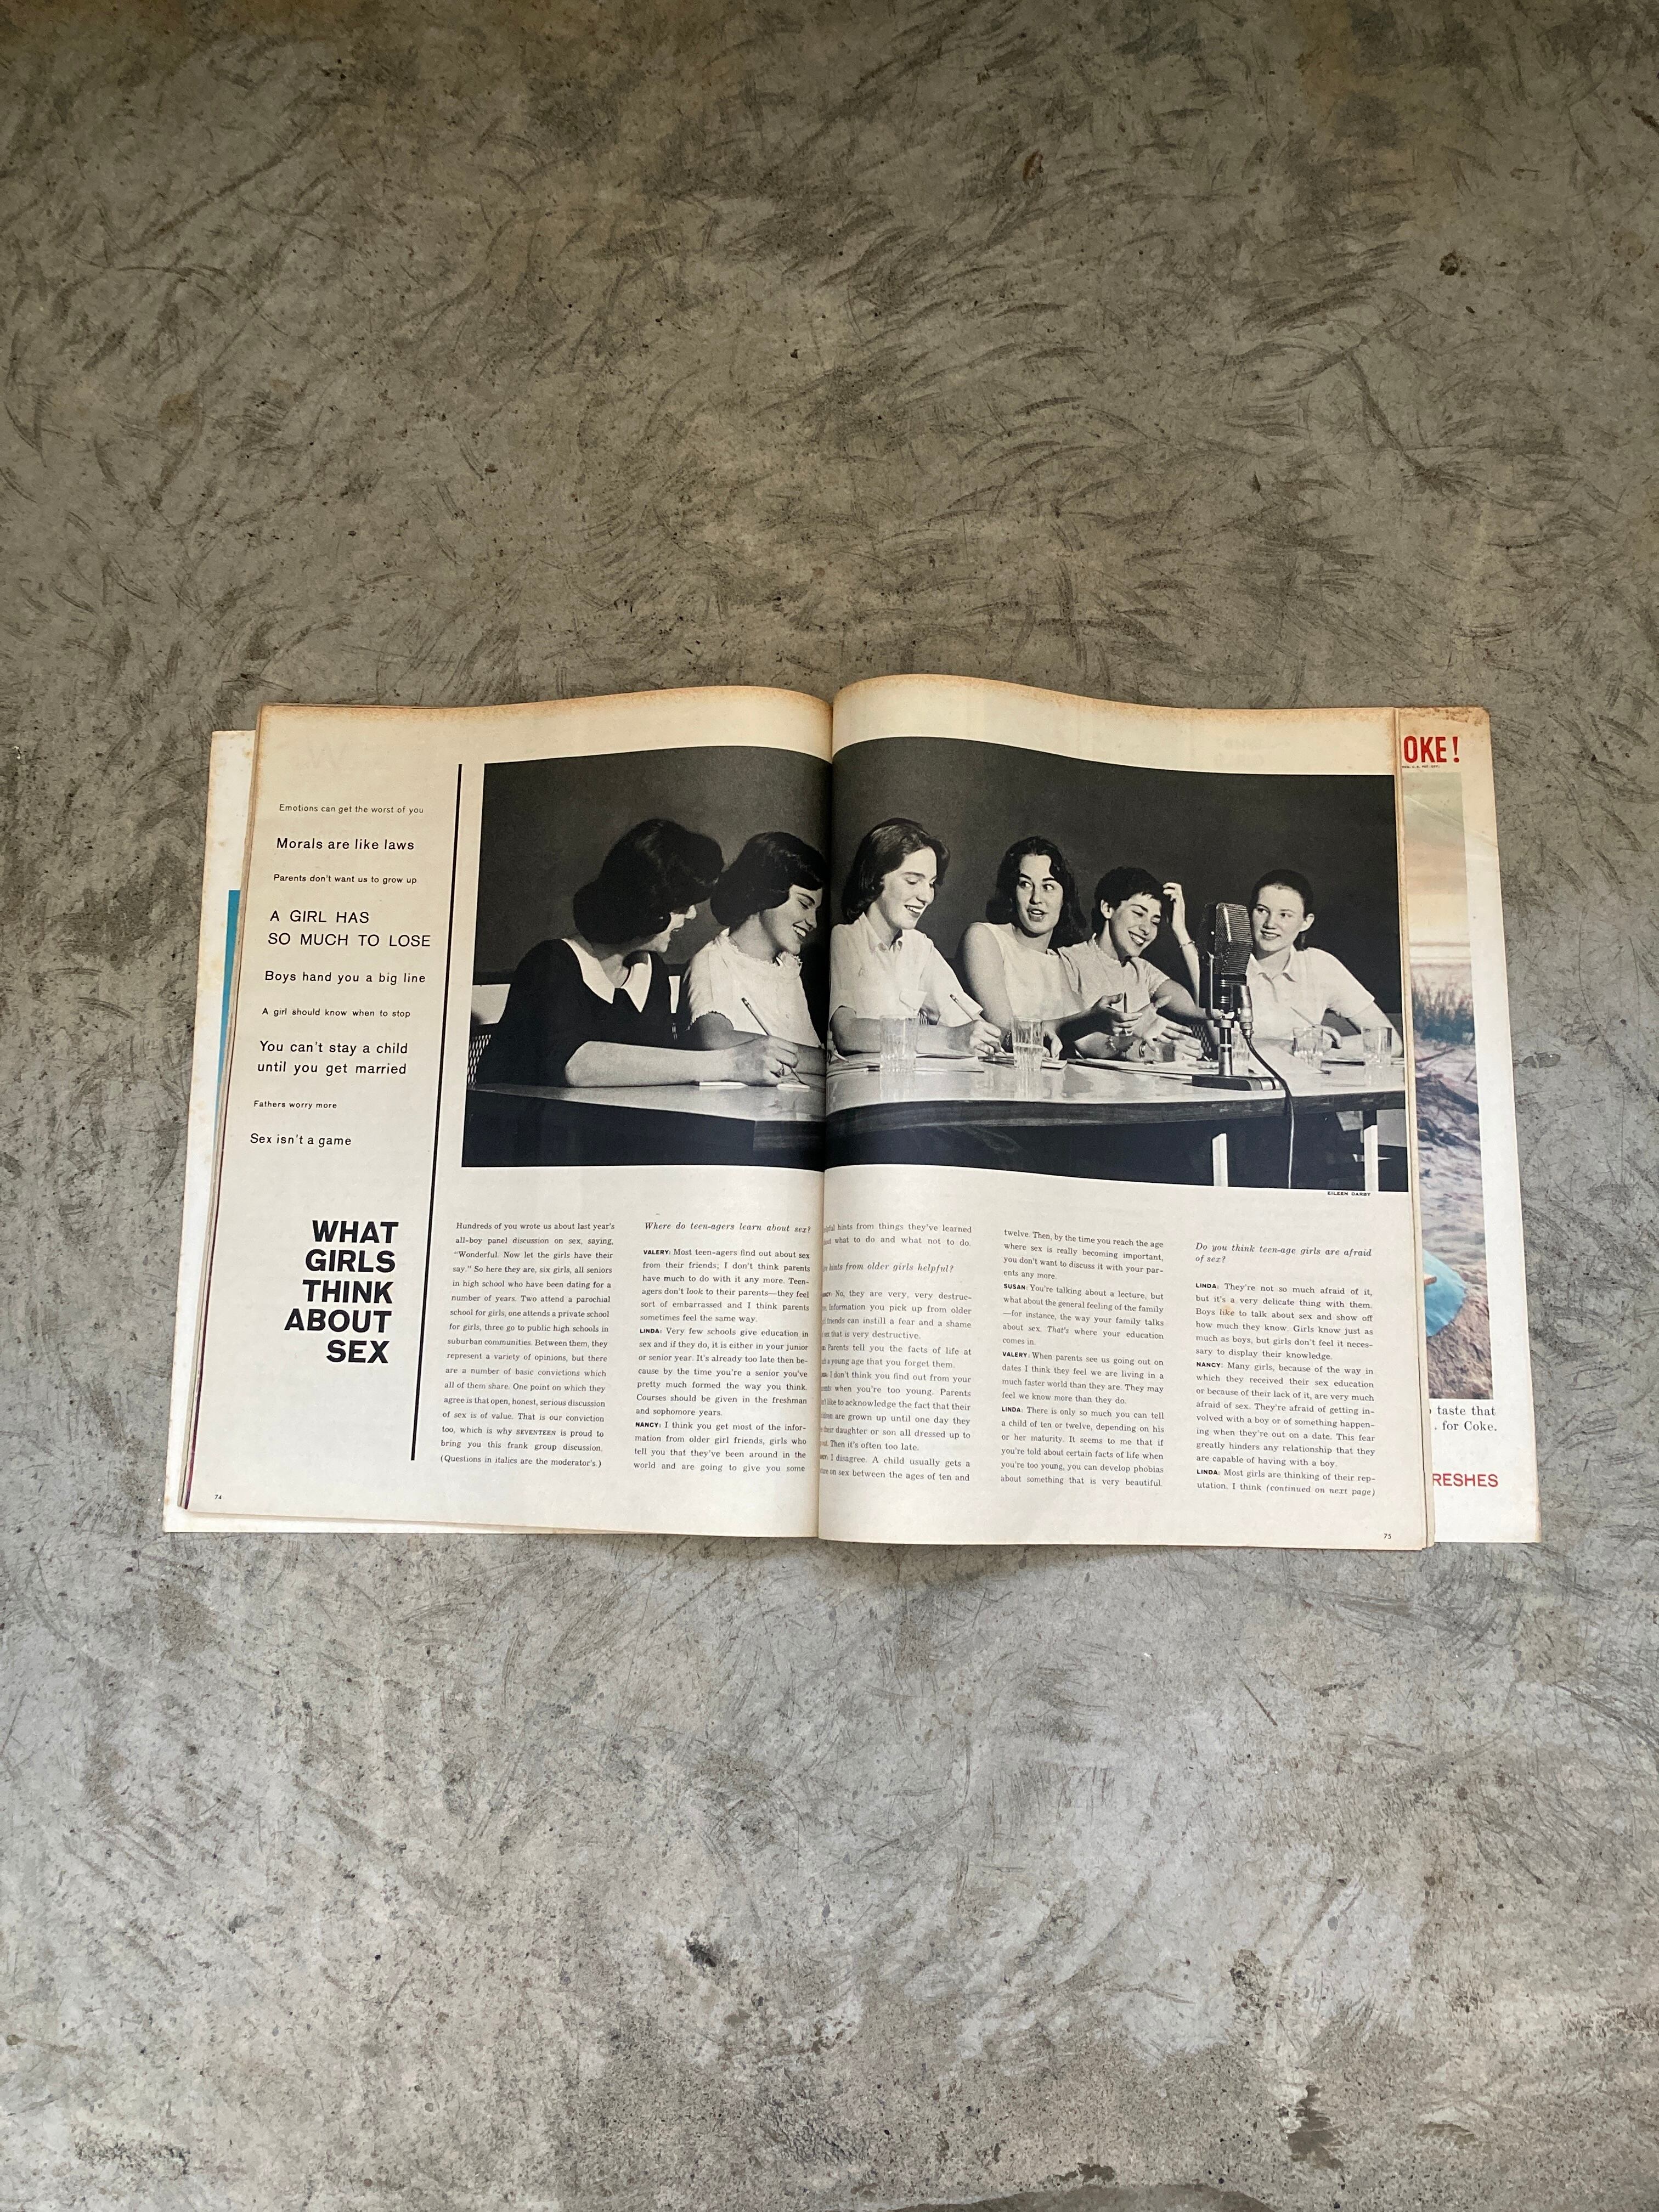 Emotions can get the worst of you
Morals are like laws
Parents don't want us to grow up
A GIRL HAS
SO MUCH TO LOSE
Boys hand you a big line
A girl should know when to stop
You can't stay a child
until you get married
Fathers worry more
Sex isn't a game
WHAT
GIRLS
THINK
ABOUT
SEX
Hundreds of you wrote us about last year's
all-boy panel discussion on sex, saying,
"Wonderful. Now let the girls have their
say." So here they are, six girls, all seniors
in high school who have been dating for a
number of years. Two attend a parochial
school for girls, one attends a private school
for girls, three go to public high schools in
suburban communities. Between them, they
represent a variety of opinions, but there
are a number of basic convictions which
all of them share. One point on which they
agree is that open, honest, serious discussion
of sex is of value. That is our conviction
too, which is why SEVENTEEN is proud to
bring you this frank group discussion.
(Questions in italics are the moderator's.)
Where do teen-agers learn about sex?
VALERY: Most teen-agers find out about sex
from their friends; I don't think parents
have much to do with it any more. Teen-
agers don't look to their parents—they feel
sort of embarrassed and I think parents
sometimes feel the same way.
LINDA: Very few schools give education in
sex and if they do, it is either in your junior
or senior year. It's already too late then be-
cause by the time you're a senior you've
pretty much formed the way you think.
Courses should be given in the freshman
and sophomore years.
NANCY: I think you get most of the infor-
mation from older girl friends, girls who
tell you that they've been around in the
world and are going to give you some
74
hints from things they've learned
what to do and what not to do.
hints from older girls helpful?
No, they are very, very destruc-
Information you pick up from older
friends can instill a fear and a shame
that is very destructive.
Parents tell you the facts of life at
young age that you forget them.
I don't think you find out from your
when you're too young. Parents
like to acknowledge the fact that their
are grown up until one day they
daughter or son all dressed up to
Then it's often too late.
I disagree. A child usually gets a
on sex between the ages of ten and
twelve. Then, by the time you reach the age
where sex is really becoming important,
you don't want to discuss it with your par-
ents any more.
SUSAN: You're talking about a lecture, but
what about the general feeling of the family
—for instance, the way your family talks
about sex. That's where your education
comes in.
VALERY: When parents see us going out on
dates I think they feel we are living in a
much faster world than they are. They may
feel we know more than they do.
LINDA: There is only so much you can tell
a child of ten or twelve, depending on his
or her maturity. It seems to me that if
you're told about certain facts of life when
you're too young, you can develop phobias
about something that is very beautiful.
EILEEN DARBY
Do you think teen-age girls are afraid
of sex?
LINDA: They're not so much afraid of it,
but it's a very delicate thing with them.
Boys like to talk about sex and show off
how much they know. Girls know just as
much as boys, but girls don't feel it neces-
sary to display their knowledge.
NANCY: Many girls, because of the way in
which they received their sex education
or because of their lack of it, are very much
afraid of sex. They're afraid of getting in-
volved with a boy or of something happen-
ing when they're out on a date. This fear
greatly hinders any relationship that they
are capable of having with a boy.
LINDA: Most girls are thinking of their rep-
utation. I think (continued on next page)
75
OKE!
taste that
. for Coke.
RESHES